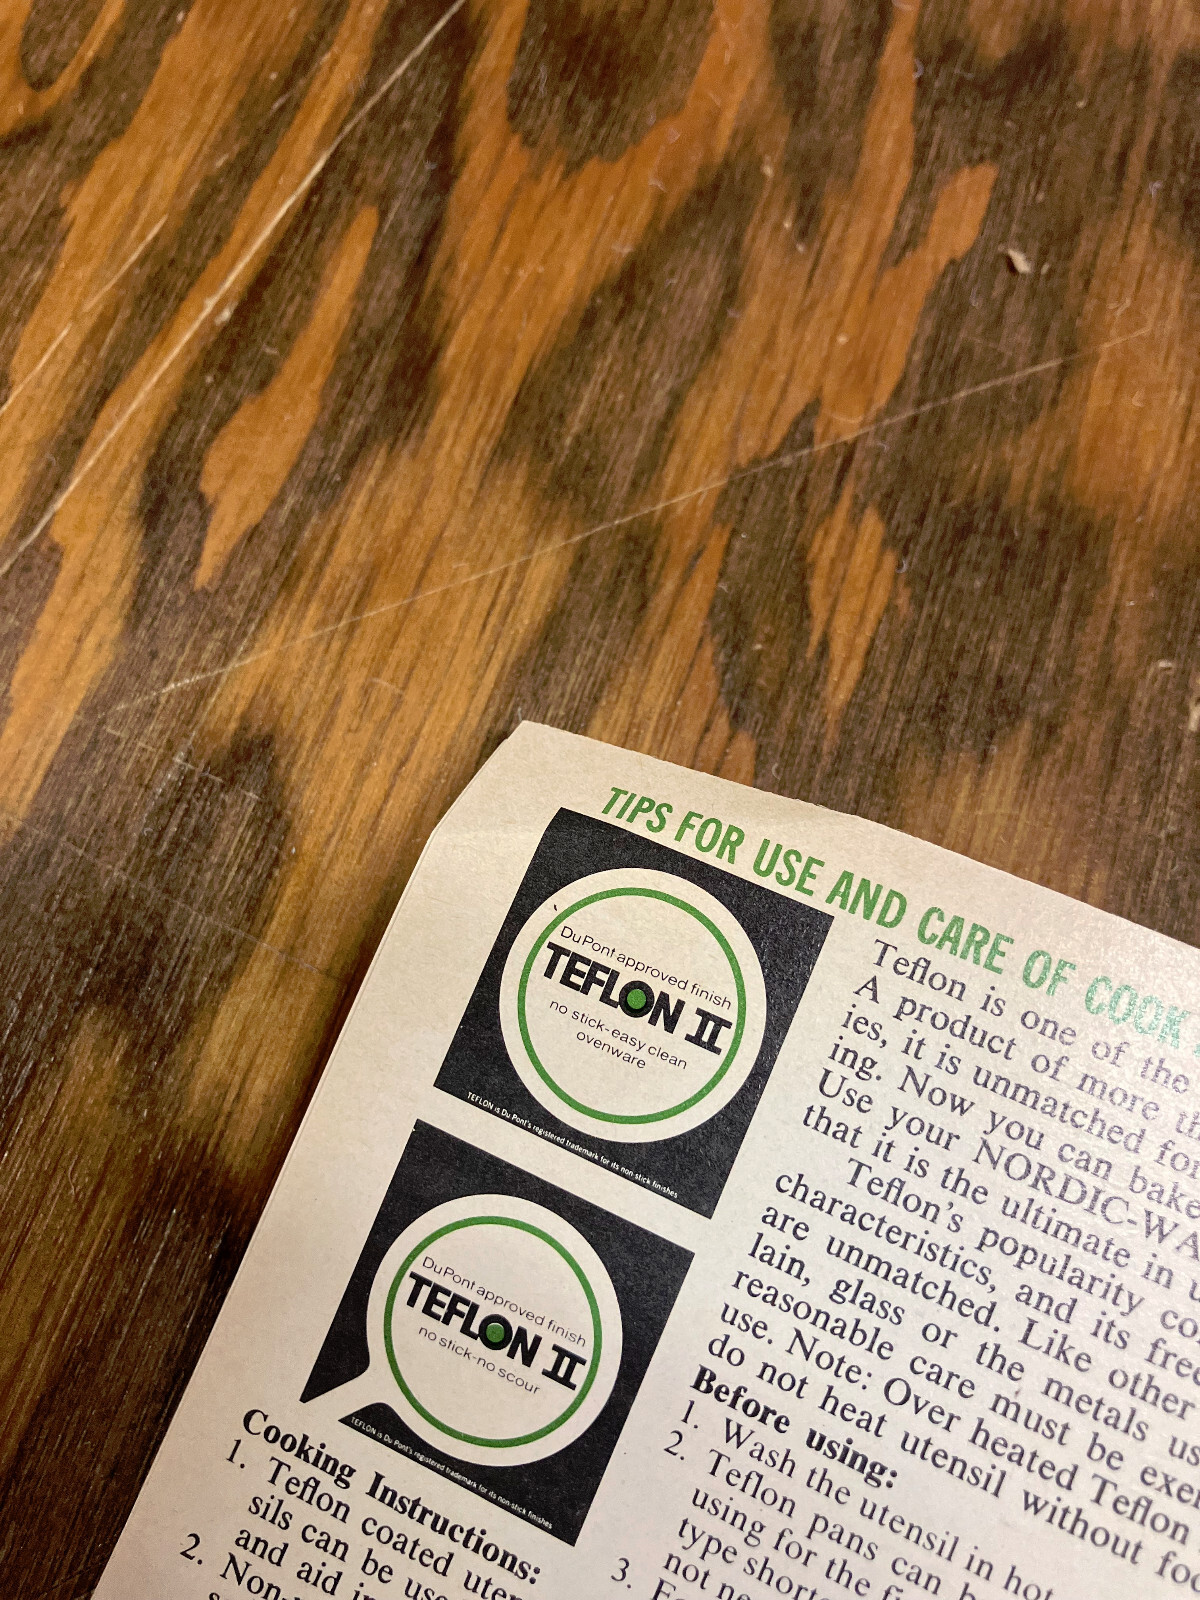 TIPS FOR USE AND CARE OF COOK
DuPont approved finish
TEFLON II
no stick-easy clean
ovenware
TEFLON is Du Pont's registered trademark for its non-stick finishes
DuPont approved finish
TEFLON II
no stick-no scour
TEFLON is Du Pont's registered trademark for its non-stick finishes
Teflon is one of the
A product of more
ies, it is unmatched for
ing. Now you can bake
Use your NORDIC-WA
that it is the ultimate in
Teflon's popularity co
characteristics, and its free
are unmatched. Like other
lain, glass or the metals us
reasonable care must be exer
use. Note: Over heated Teflon
do not heat utensil without foo
Before using:
1. Wash the utensil in hot
2. Teflon pans can b
using for the fi
type short
not ne
3.
Cooking Instructions:
1. Teflon coated uten
sils can be use
and aid in
2. Non-